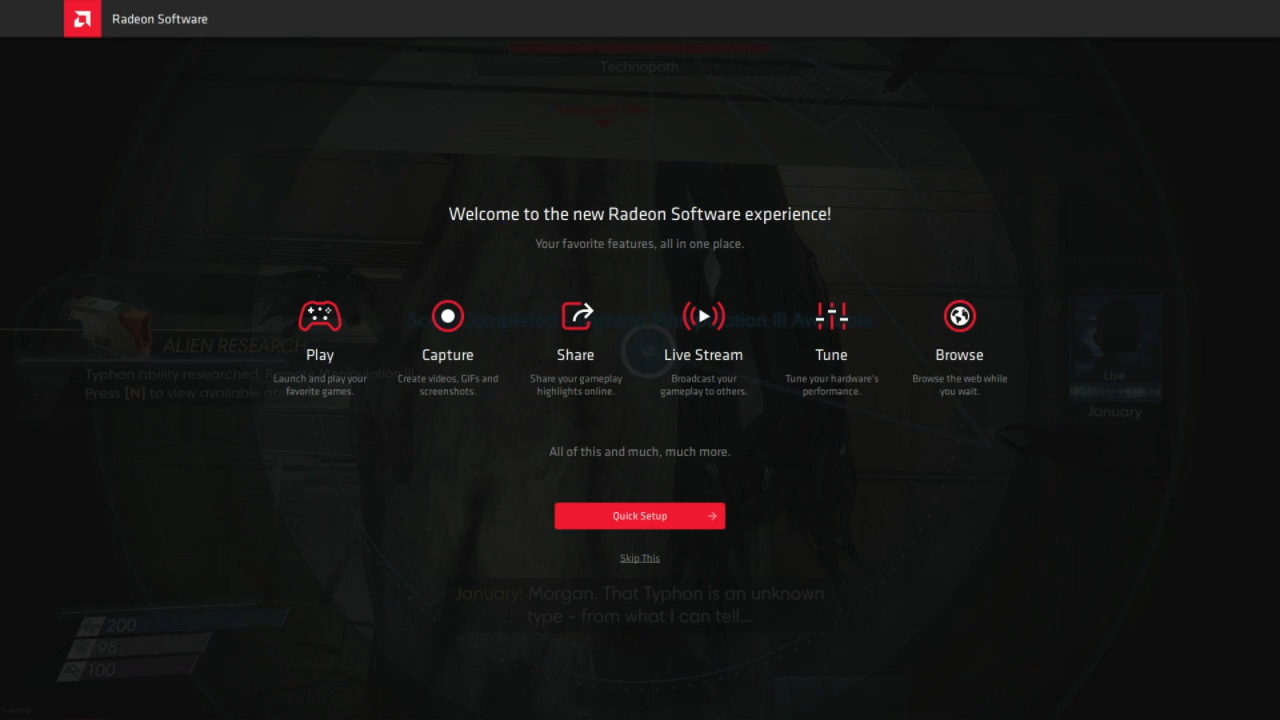 Radeon Software
Technopath
Welcome to the new Radeon Software experience!
Your favorite features, all in one place.
ALIEN RESEARCH
Typhon ability researched: Remote Manipulation III
Press [N] to view available
Play
Launch and play your
favorite games.
Capture
Create videos, GIFs and
screenshots.
Share
Share your gameplay
highlights online.
Live Stream
Broadcast your
gameplay to others.
Tune
Tune your hardware's
performance.
Browse
Browse the web while
you wait.
Live
January
All of this and much, much more.
Quick Setup
Skip This
January: Morgan. That Typhon is an unknown
type – from what I can tell...
200
98
100